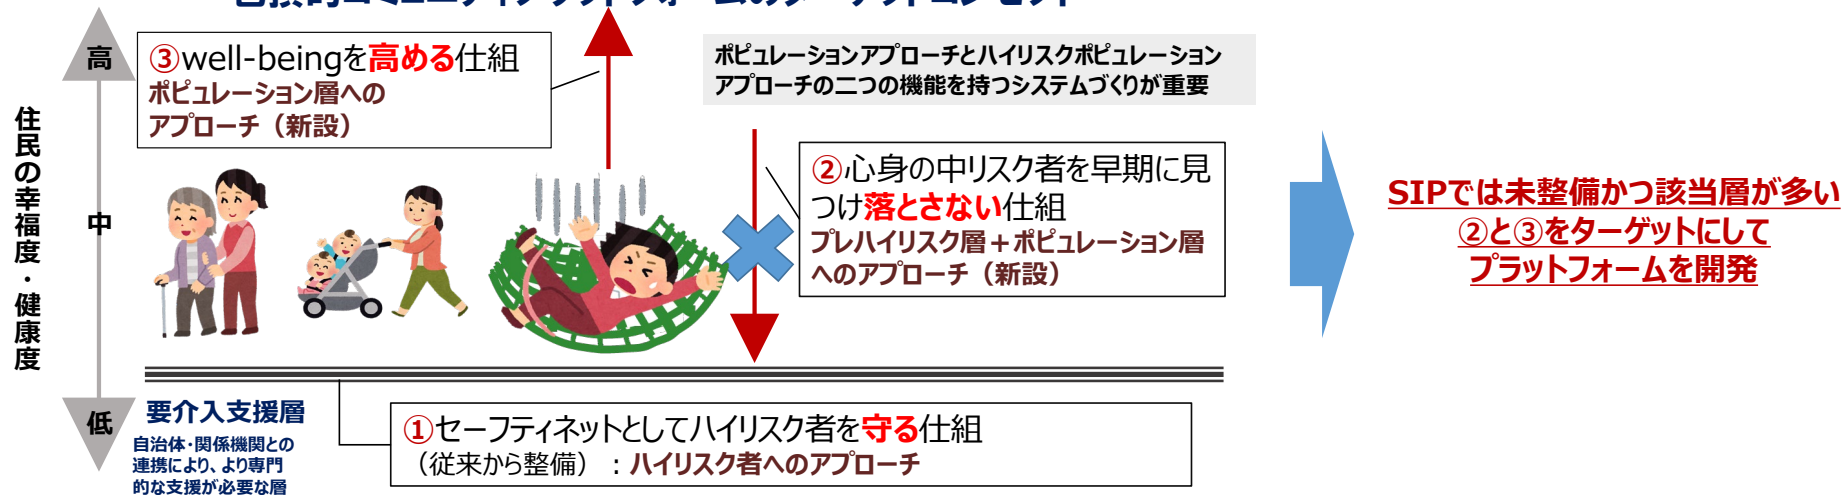 高
③well-beingを高める仕組
ポピュレーション層への
アプローチ（新設）
ポピュレーションアプローチとハイリスクポピュレーション
アプローチの二つの機能を持つシステムづくりが重要
住民の幸福度・健康度
中
②心身の中リスク者を早期に見
つけ落とさない仕組
プレハイリスク層＋ポピュレーション層
へのアプローチ（新設）
SIPでは未整備かつ該当層が多い
②と③をターゲットにして
プラットフォームを開発
低
要介入支援層
自治体・関係機関との
連携により、より専門
的な支援が必要な層
①セーフティネットとしてハイリスク者を守る仕組
（従来から整備）：ハイリスク者へのアプローチ